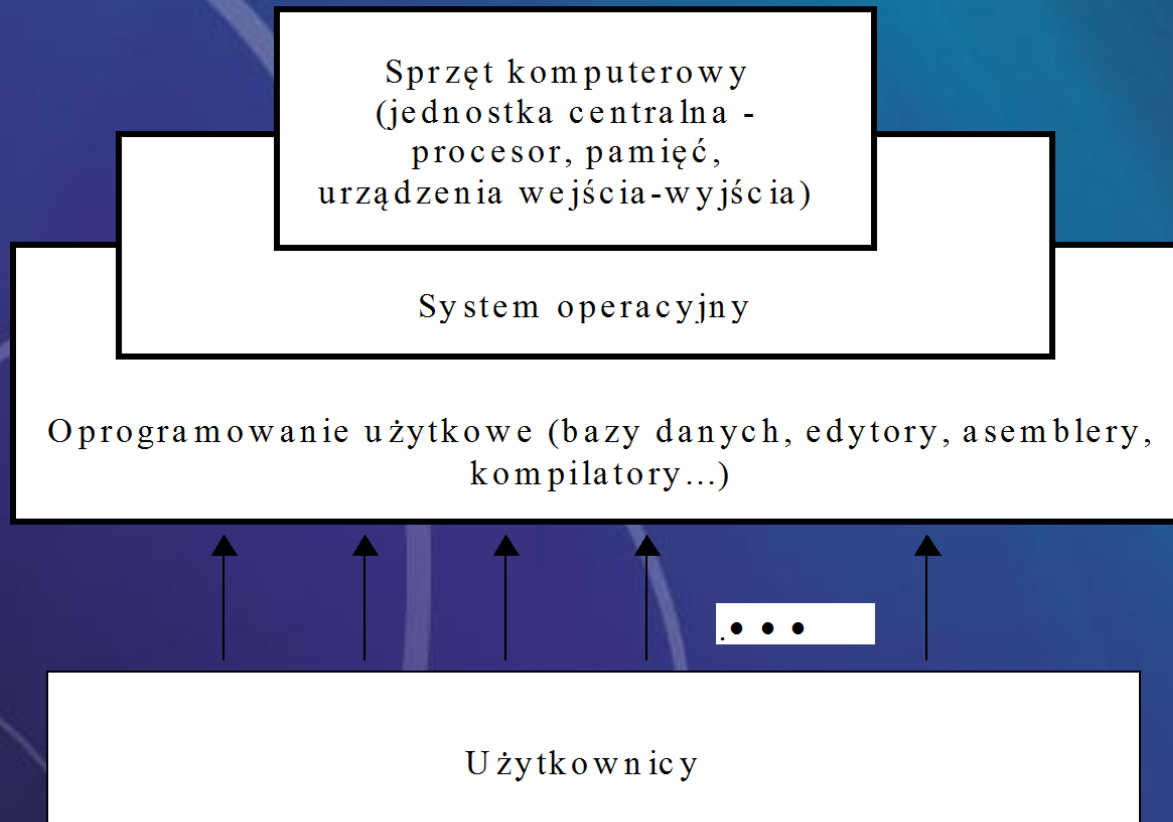 Sprzęt komputerowy
(jednostka centralna -
procesor, pamięć,
urządzenia wejścia-wyjścia)
System operacyjny
Oprogramowanie użytkowe (bazy danych, edytory, asemblery,
kompilatory...)
.• • •
Użytkownicy